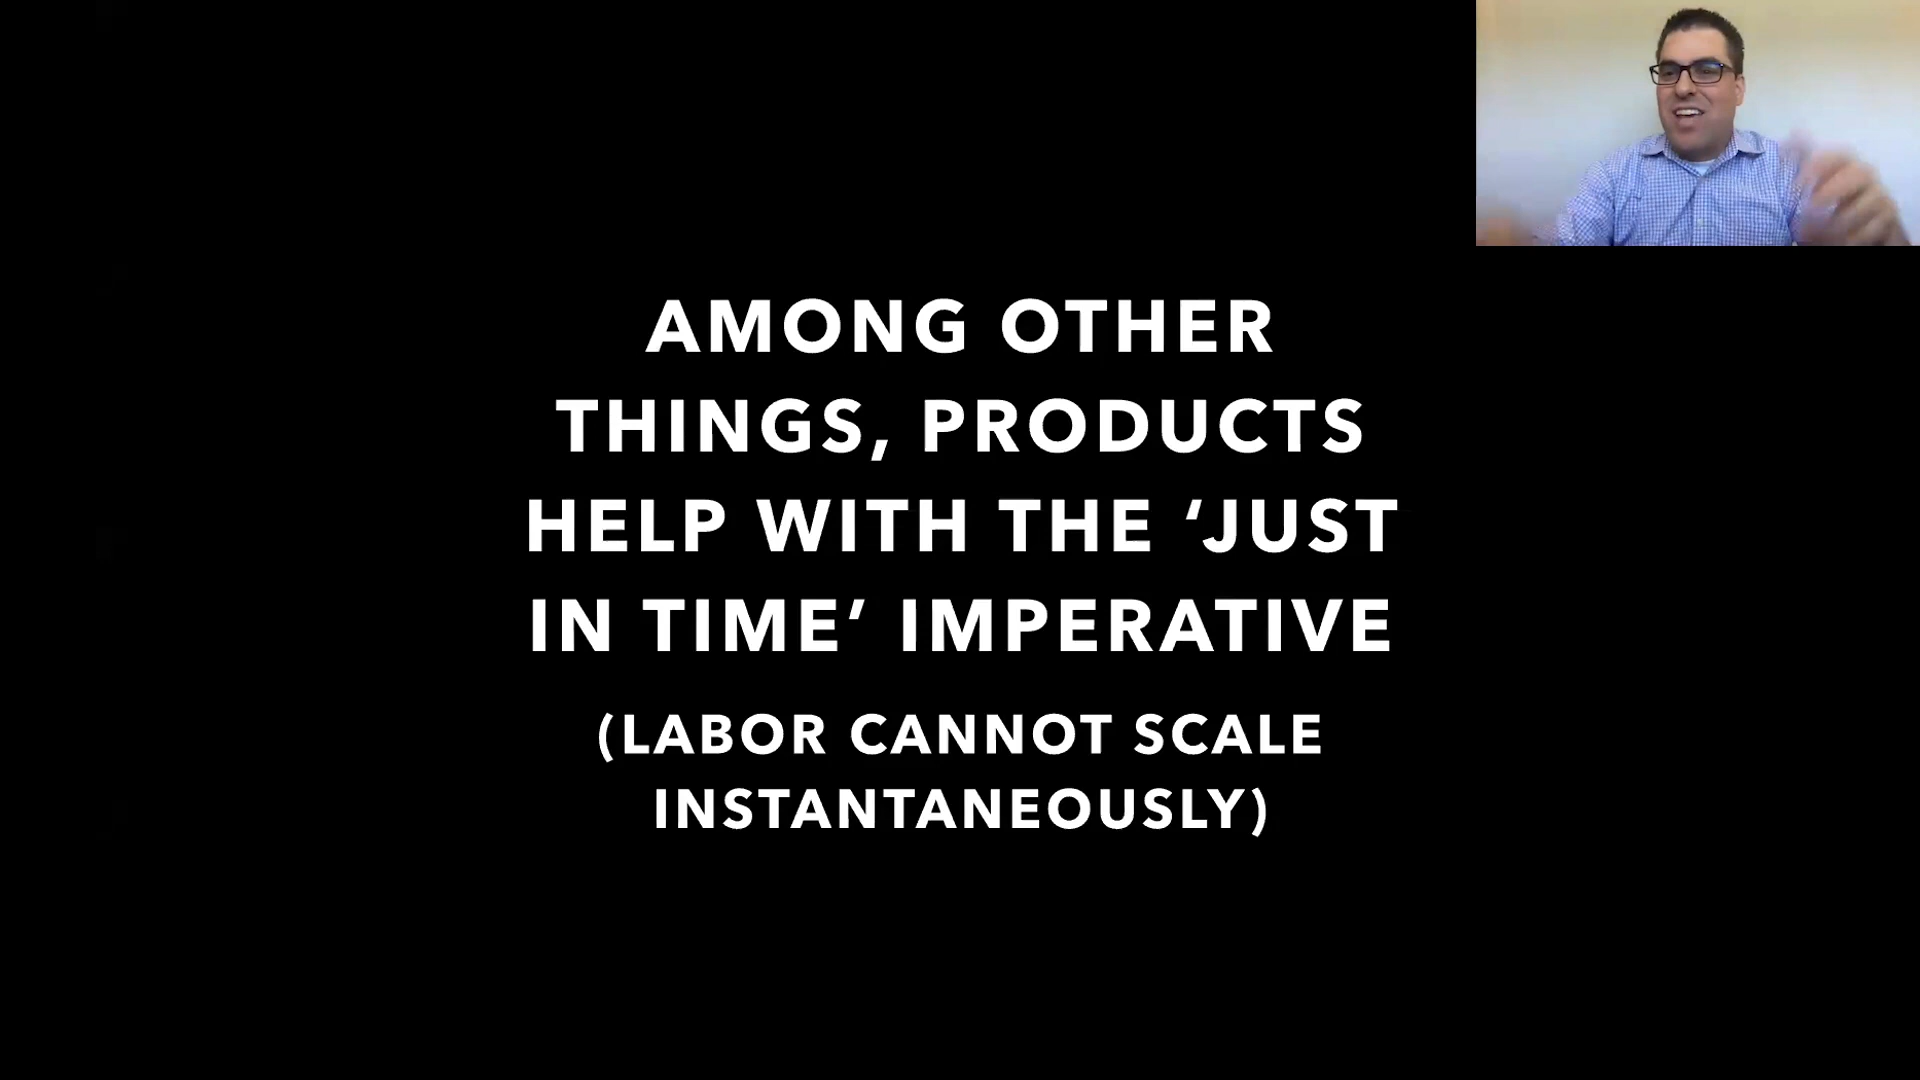 AMONG OTHER
THINGS, PRODUCTS
HELP WITH THE ‘JUST
IN TIME’ IMPERATIVE
(LABOR CANNOT SCALE
INSTANTANEOUSLY)